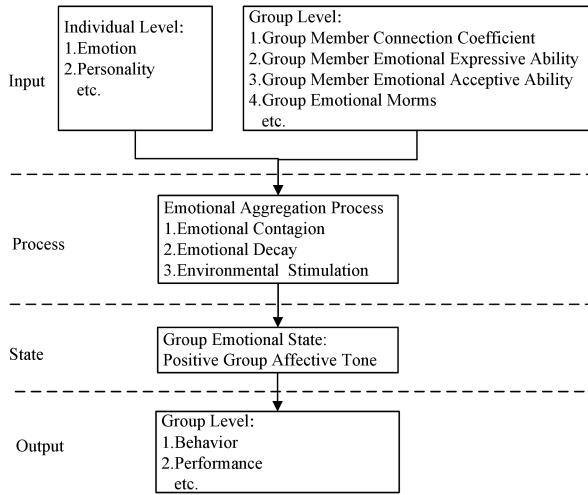 Input
Individual Level:
1.Emotion
2.Personality
etc.
Group Level:
1.Group Member Connection Coefficient
2.Group Member Emotional Expressive Ability
3.Group Member Emotional Acceptive Ability
4.Group Emotional Morms
etc.
Process
Emotional Aggregation Process
1.Emotional Contagion
2.Emotional Decay
3.Environmental Stimulation
State
Group Emotional State:
Positive Group Affective Tone
Output
Group Level:
1.Behavior
2.Performance
etc.